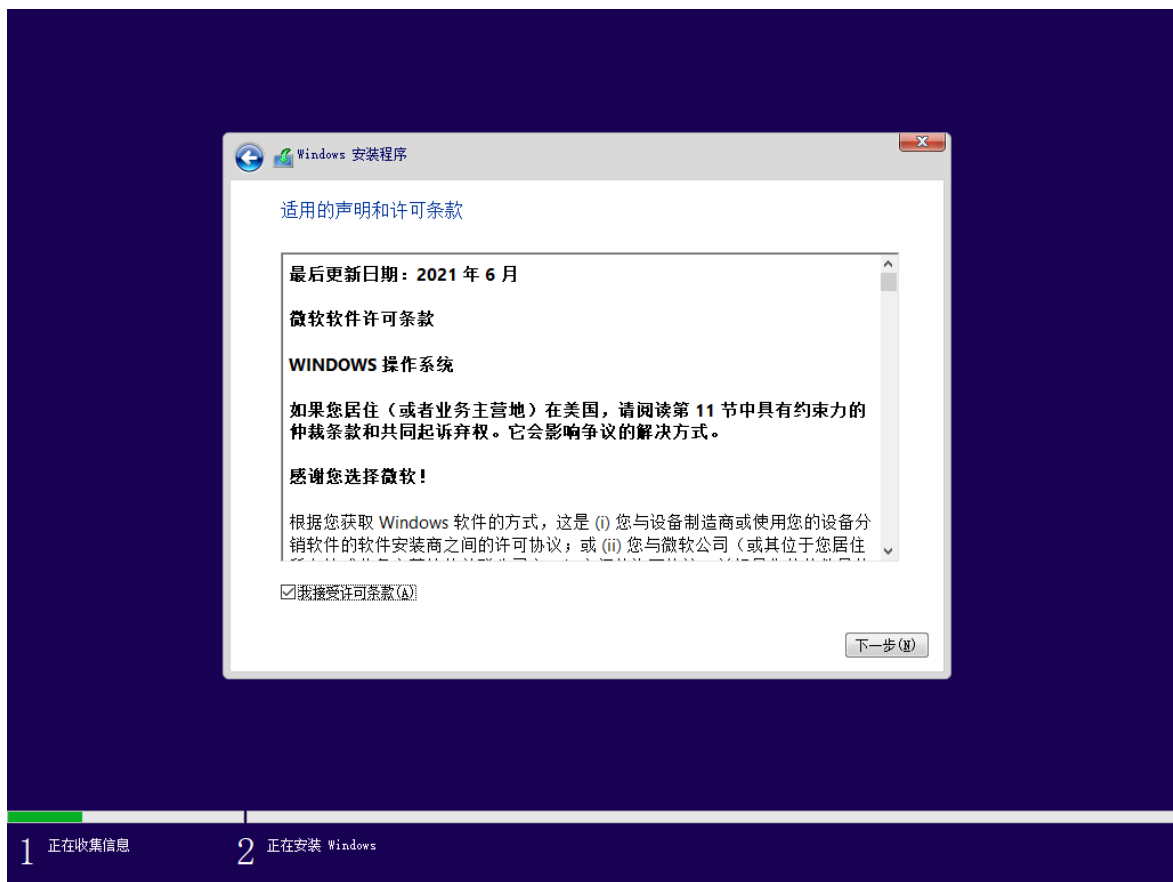 Windows 安装程序
适用的声明和许可条款
最后更新日期：2021 年 6 月
微软软件许可条款
WINDOWS 操作系统
如果您居住（或者业务主营地）在美国，请阅读第 11 节中具有约束力的
仲裁条款和共同起诉弃权。它会影响争议的解决方式。
感谢您选择微软！
根据您获取 Windows 软件的方式，这是 (i) 您与设备制造商或使用您的设备分
销软件的软件安装商之间的许可协议；或 (ii) 您与微软公司（或其位于您居住
我接受许可条款(A)
下一步(N)
1 正在收集信息
2 正在安装 Windows